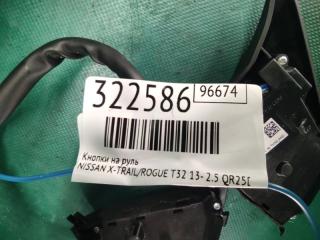 322586
96674
Кнопки на руль
NISSAN X-TRAIL/ROGUE T32 13- 2.5 QR25[